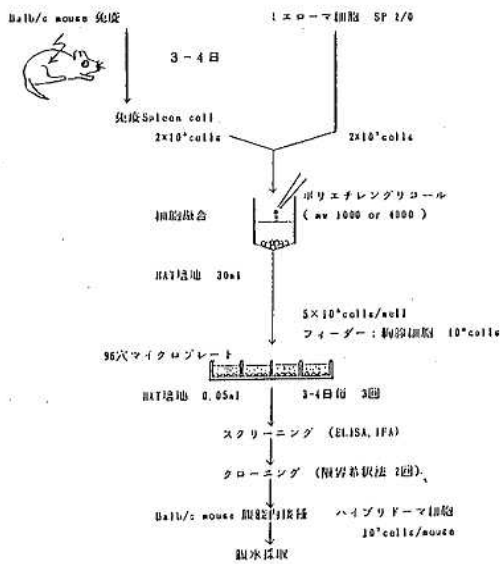 Balb/c mouse 免疫
ミエローマ細胞 SP 2/0
3-4日
免疫Spleen cell
2×10⁸cells
2×10⁷cells
ポリエチレングリコール
(mw 1000 or 4000)
細胞融合
HAT培地 30ml
cells/well
フィーダー:胸腺細胞 cells
96穴マイクロプレート
HAT培地 0.05ml
3-4日毎 3回
スクリーニング (ELISA,IFA)
クローニング (限界希釈法 2回)
Balb/c mouse 腹腔内接種
ハイブリドーマ細胞
cells/mouse
腹水採取